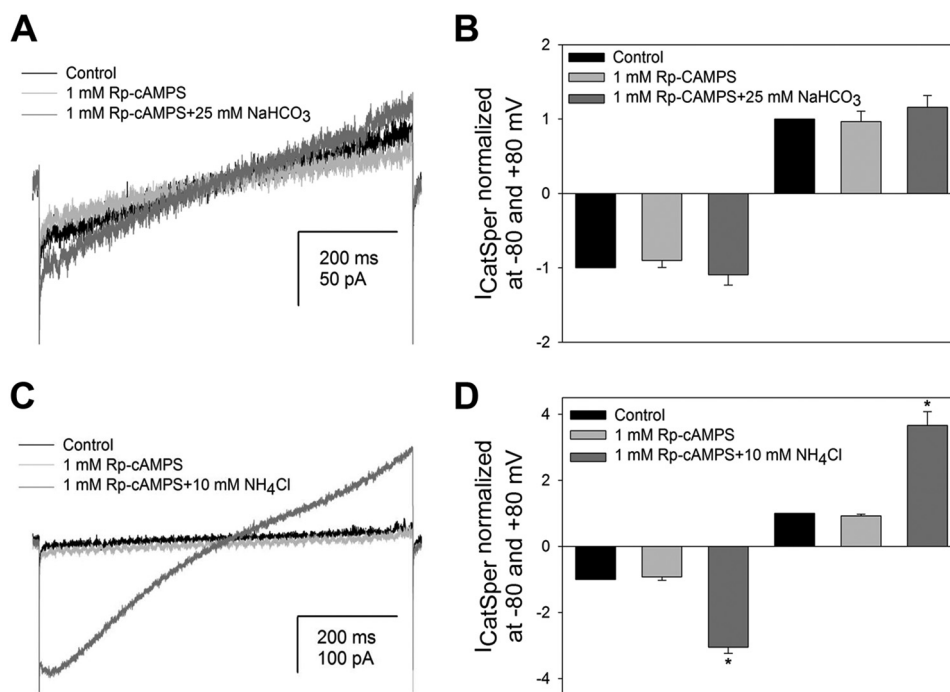 A
Control
1 mM Rp-cAMPS
1 mM Rp-cAMPS+25 mM NaHCO3
200 ms
50 pA
B
ICatSper normalized
at -80 and +80 mV
2
1
0
-1
-2
Control
1 mM Rp-CAMPS
1 mM Rp-CAMPS+25 mM NaHCO3
C
Control
1 mM Rp-cAMPS
1 mM Rp-cAMPS+10 mM NH4Cl
200 ms
100 pA
D
ICatSper normalized
at -80 and +80 mV
4
2
0
-2
-4
Control
1 mM Rp-cAMPS
1 mM Rp-cAMPS+10 mM NH4Cl
*
*